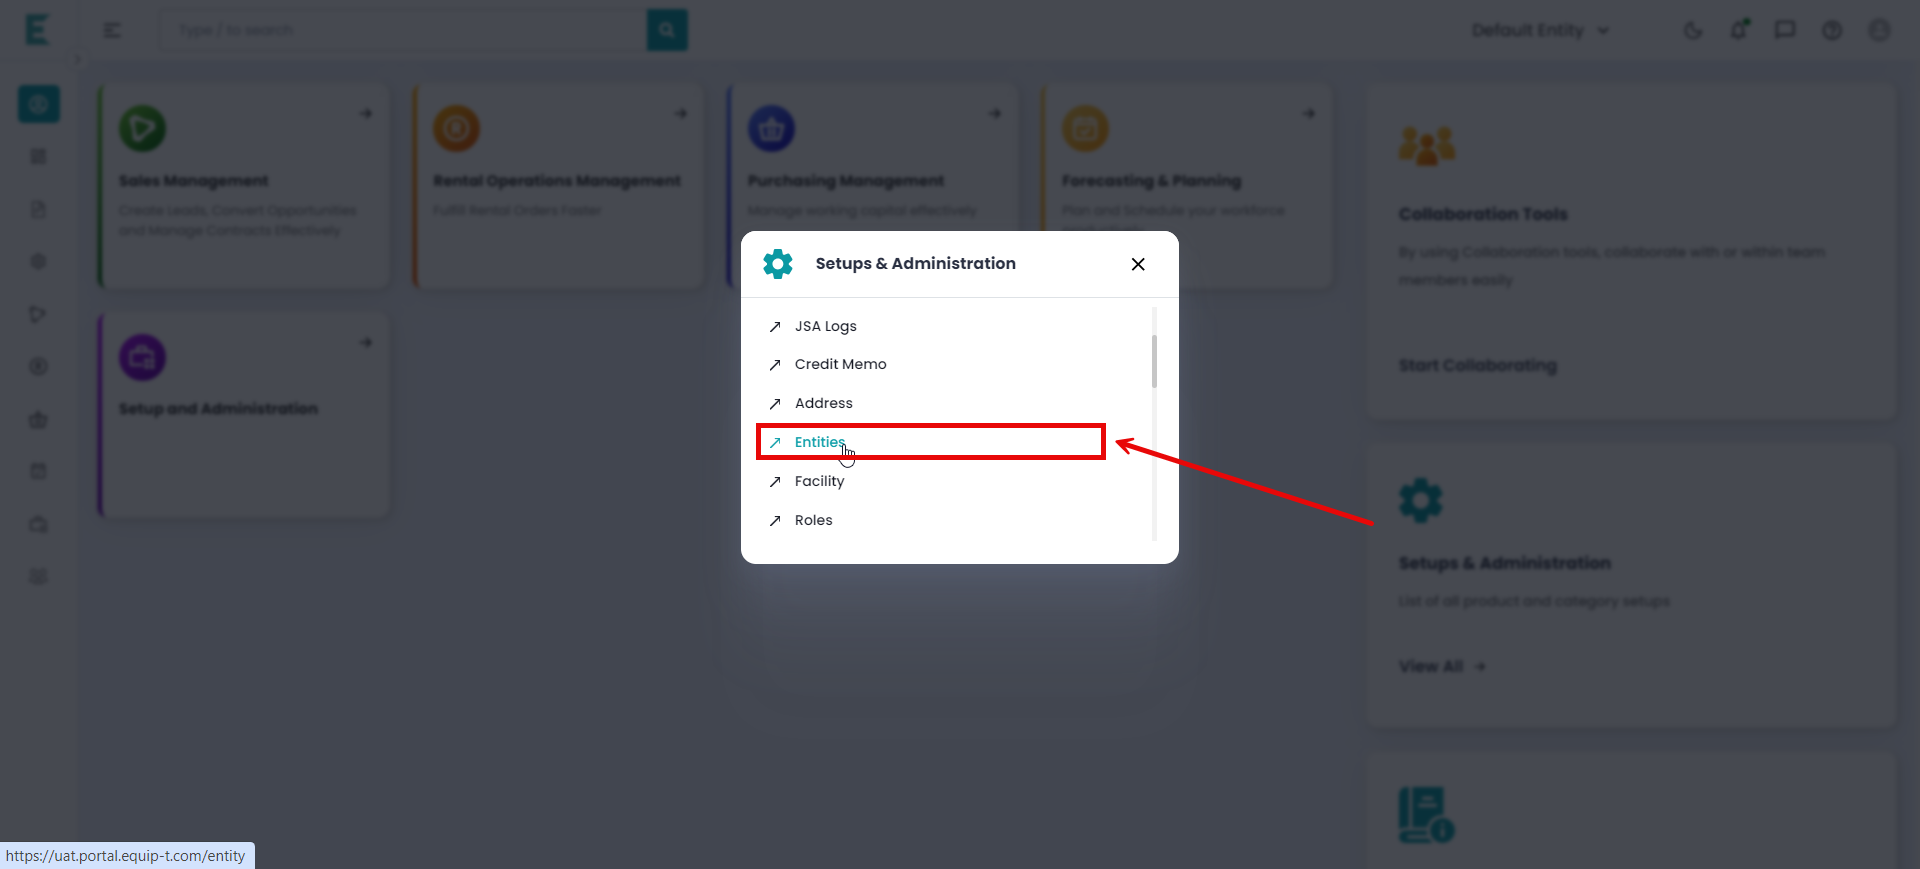 Type / to search
Default Entity
Sales Management
Create Leads, Convert Opportunities
and Manage Contracts Effectively.
Rental Operations Management
Fulfill Rental Orders Faster
Purchasing Management
Manage working capital effectively
Forecasting & Planning
Plan and Schedule your workforce
Setup and Administration
Setups & Administration
JSA Logs
Credit Memo
Address
Entities
Facility
Roles
Collaboration Tools
By using Collaboration tools, collaborate with or within team
members easily
Start Collaborating
Setups & Administration
List of all product and category setups
View All
https://uat.portal.equip-t.com/entity